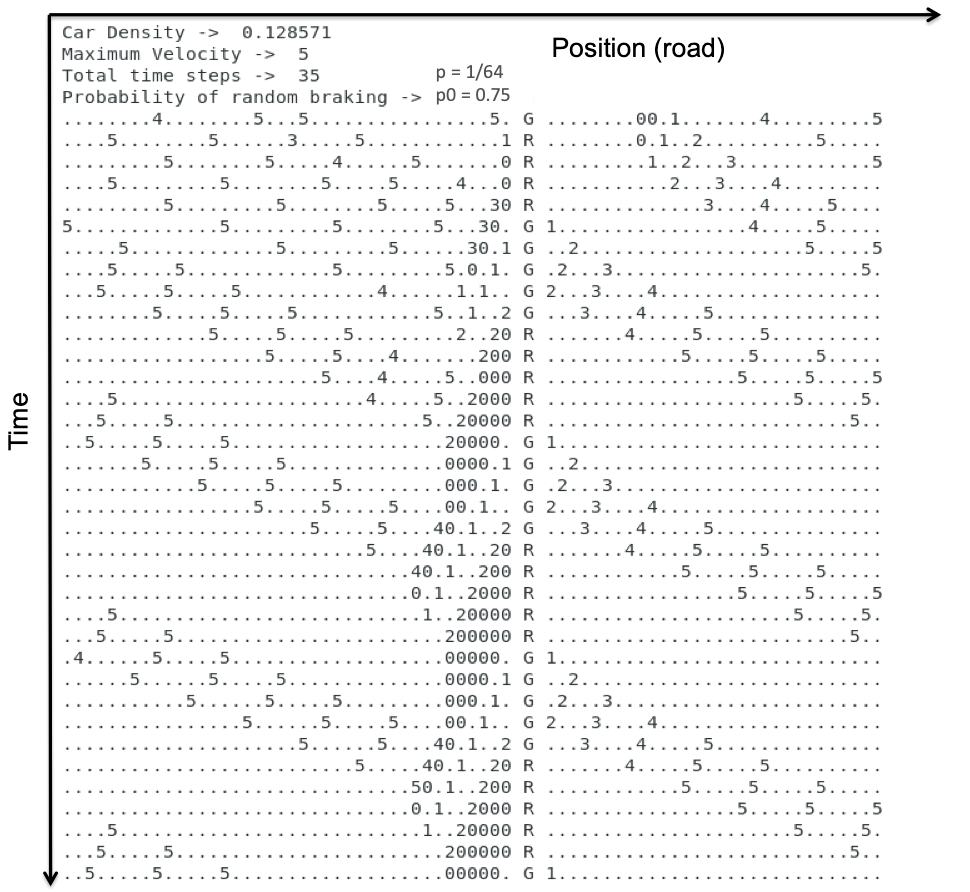 Position (road)
Time
Car Density ->  0.128571
Maximum Velocity ->  5
Total time steps ->  35
p = 1/64
Probability of random braking -> p0 = 0.75
........4........5...5................5. G ........00.1.......4.........5
....5........5......3.....5............1 R ........0.1..2..........5.....
.........5........5.....4......5.......0 R .........1..2...3............5
....5.........5........5.....5.....4...0 R ...........2...3....4.........
.........5.........5........5.....5...30 R ..............3....4.....5....
5.............5.........5........5...30. G 1.................4.....5.....
.....5.............5.........5......30.1 G ..2....................5.....5
....5.....5.............5.........5.0.1. G .2...3......................5.
...5.....5.....5............4......1.1.. G 2...3....4....................
........5.....5.....5............5..1..2 G ...3....4.....5...............
.............5.....5.....5.........2..20 R .......4.....5.....5..........
..................5.....5....4.......200 R ............5.....5.....5.....
.......................5....4.....5..000 R .................5.....5.....5
....5......................4.....5..2000 R ......................5.....5.
...5.....5......................5..20000 R ...........................5..
..5.....5.....5...................20000. G 1.............................
.......5.....5.....5..............0000.1 G ..2...........................
............5.....5.....5.........000.1. G .2...3........................
.................5.....5.....5....00.1.. G 2...3....4....................
......................5.....5....40.1..2 G ...3....4.....5...............
...........................5....40.1..20 R .......4.....5.....5..........
...............................40.1..200 R ............5.....5.....5.....
...............................0.1..2000 R .................5.....5.....5
....5...........................1..20000 R ......................5.....5.
...5.....5........................200000 R ...........................5..
.4......5.....5...................00000. G 1.............................
......5......5.....5..............0000.1 G ..2...........................
...........5......5.....5.........000.1. G .2...3........................
................5......5.....5....00.1.. G 2...3....4....................
.....................5......5....40.1..2 G ...3....4.....5...............
..........................5.....40.1..20 R .......4.....5.....5..........
...............................50.1..200 R ............5.....5.....5.....
...............................0.1..2000 R .................5.....5.....5
....5...........................1..20000 R ......................5.....5.
...5.....5........................200000 R ...........................5..
..5.....5.....5...................00000. G 1.............................